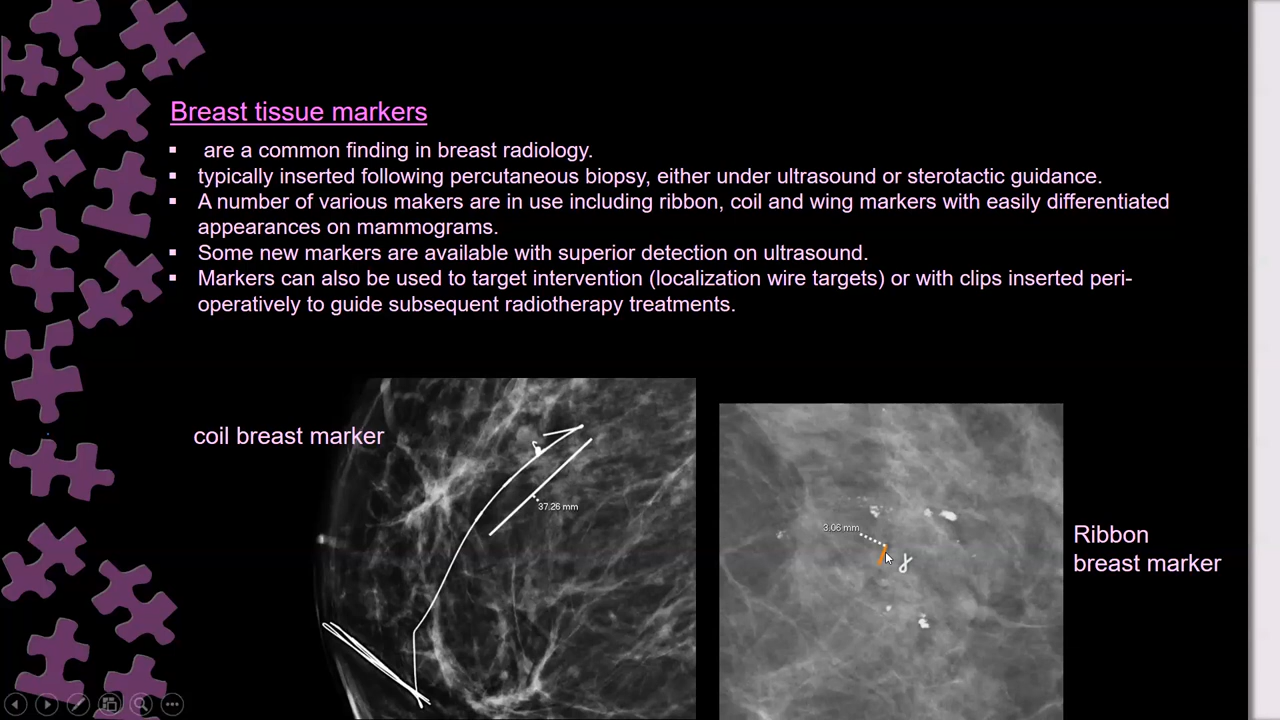 Breast tissue markers
▪ are a common finding in breast radiology.
▪ typically inserted following percutaneous biopsy, either under ultrasound or sterotactic guidance.
▪ A number of various makers are in use including ribbon, coil and wing markers with easily differentiated
appearances on mammograms.
▪ Some new markers are available with superior detection on ultrasound.
▪ Markers can also be used to target intervention (localization wire targets) or with clips inserted peri-
operatively to guide subsequent radiotherapy treatments.
coil breast marker
37.26 mm
3.06 mm
Ribbon
breast marker